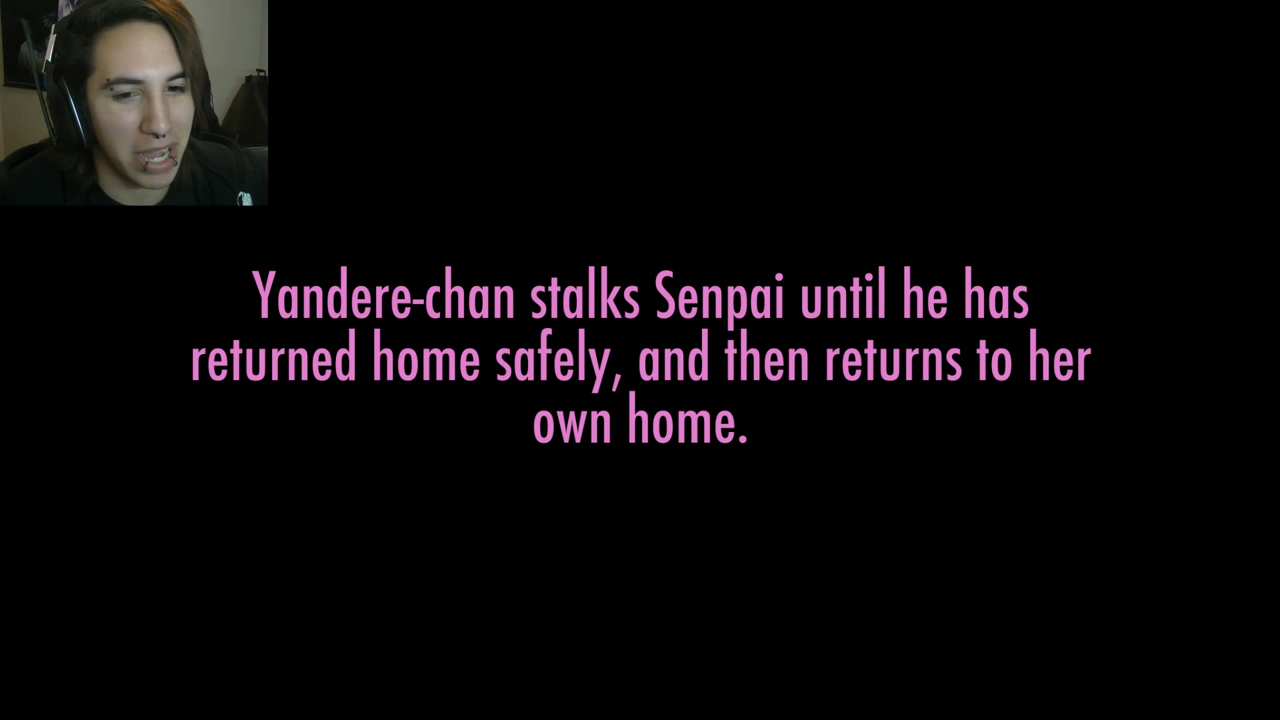 Yandere-chan stalks Senpai until he has
returned home safely, and then returns to her
own home.